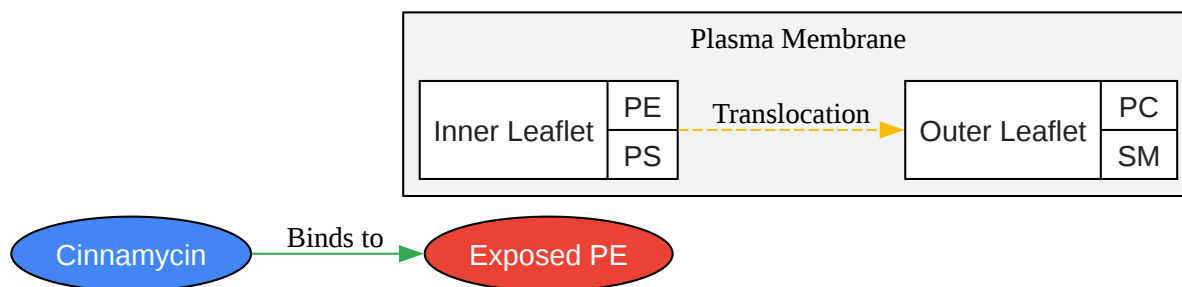 Plasma Membrane
Inner Leaflet
PE
PS
Translocation
Outer Leaflet
PC
SM
Cinnamycin
Binds to
Exposed PE